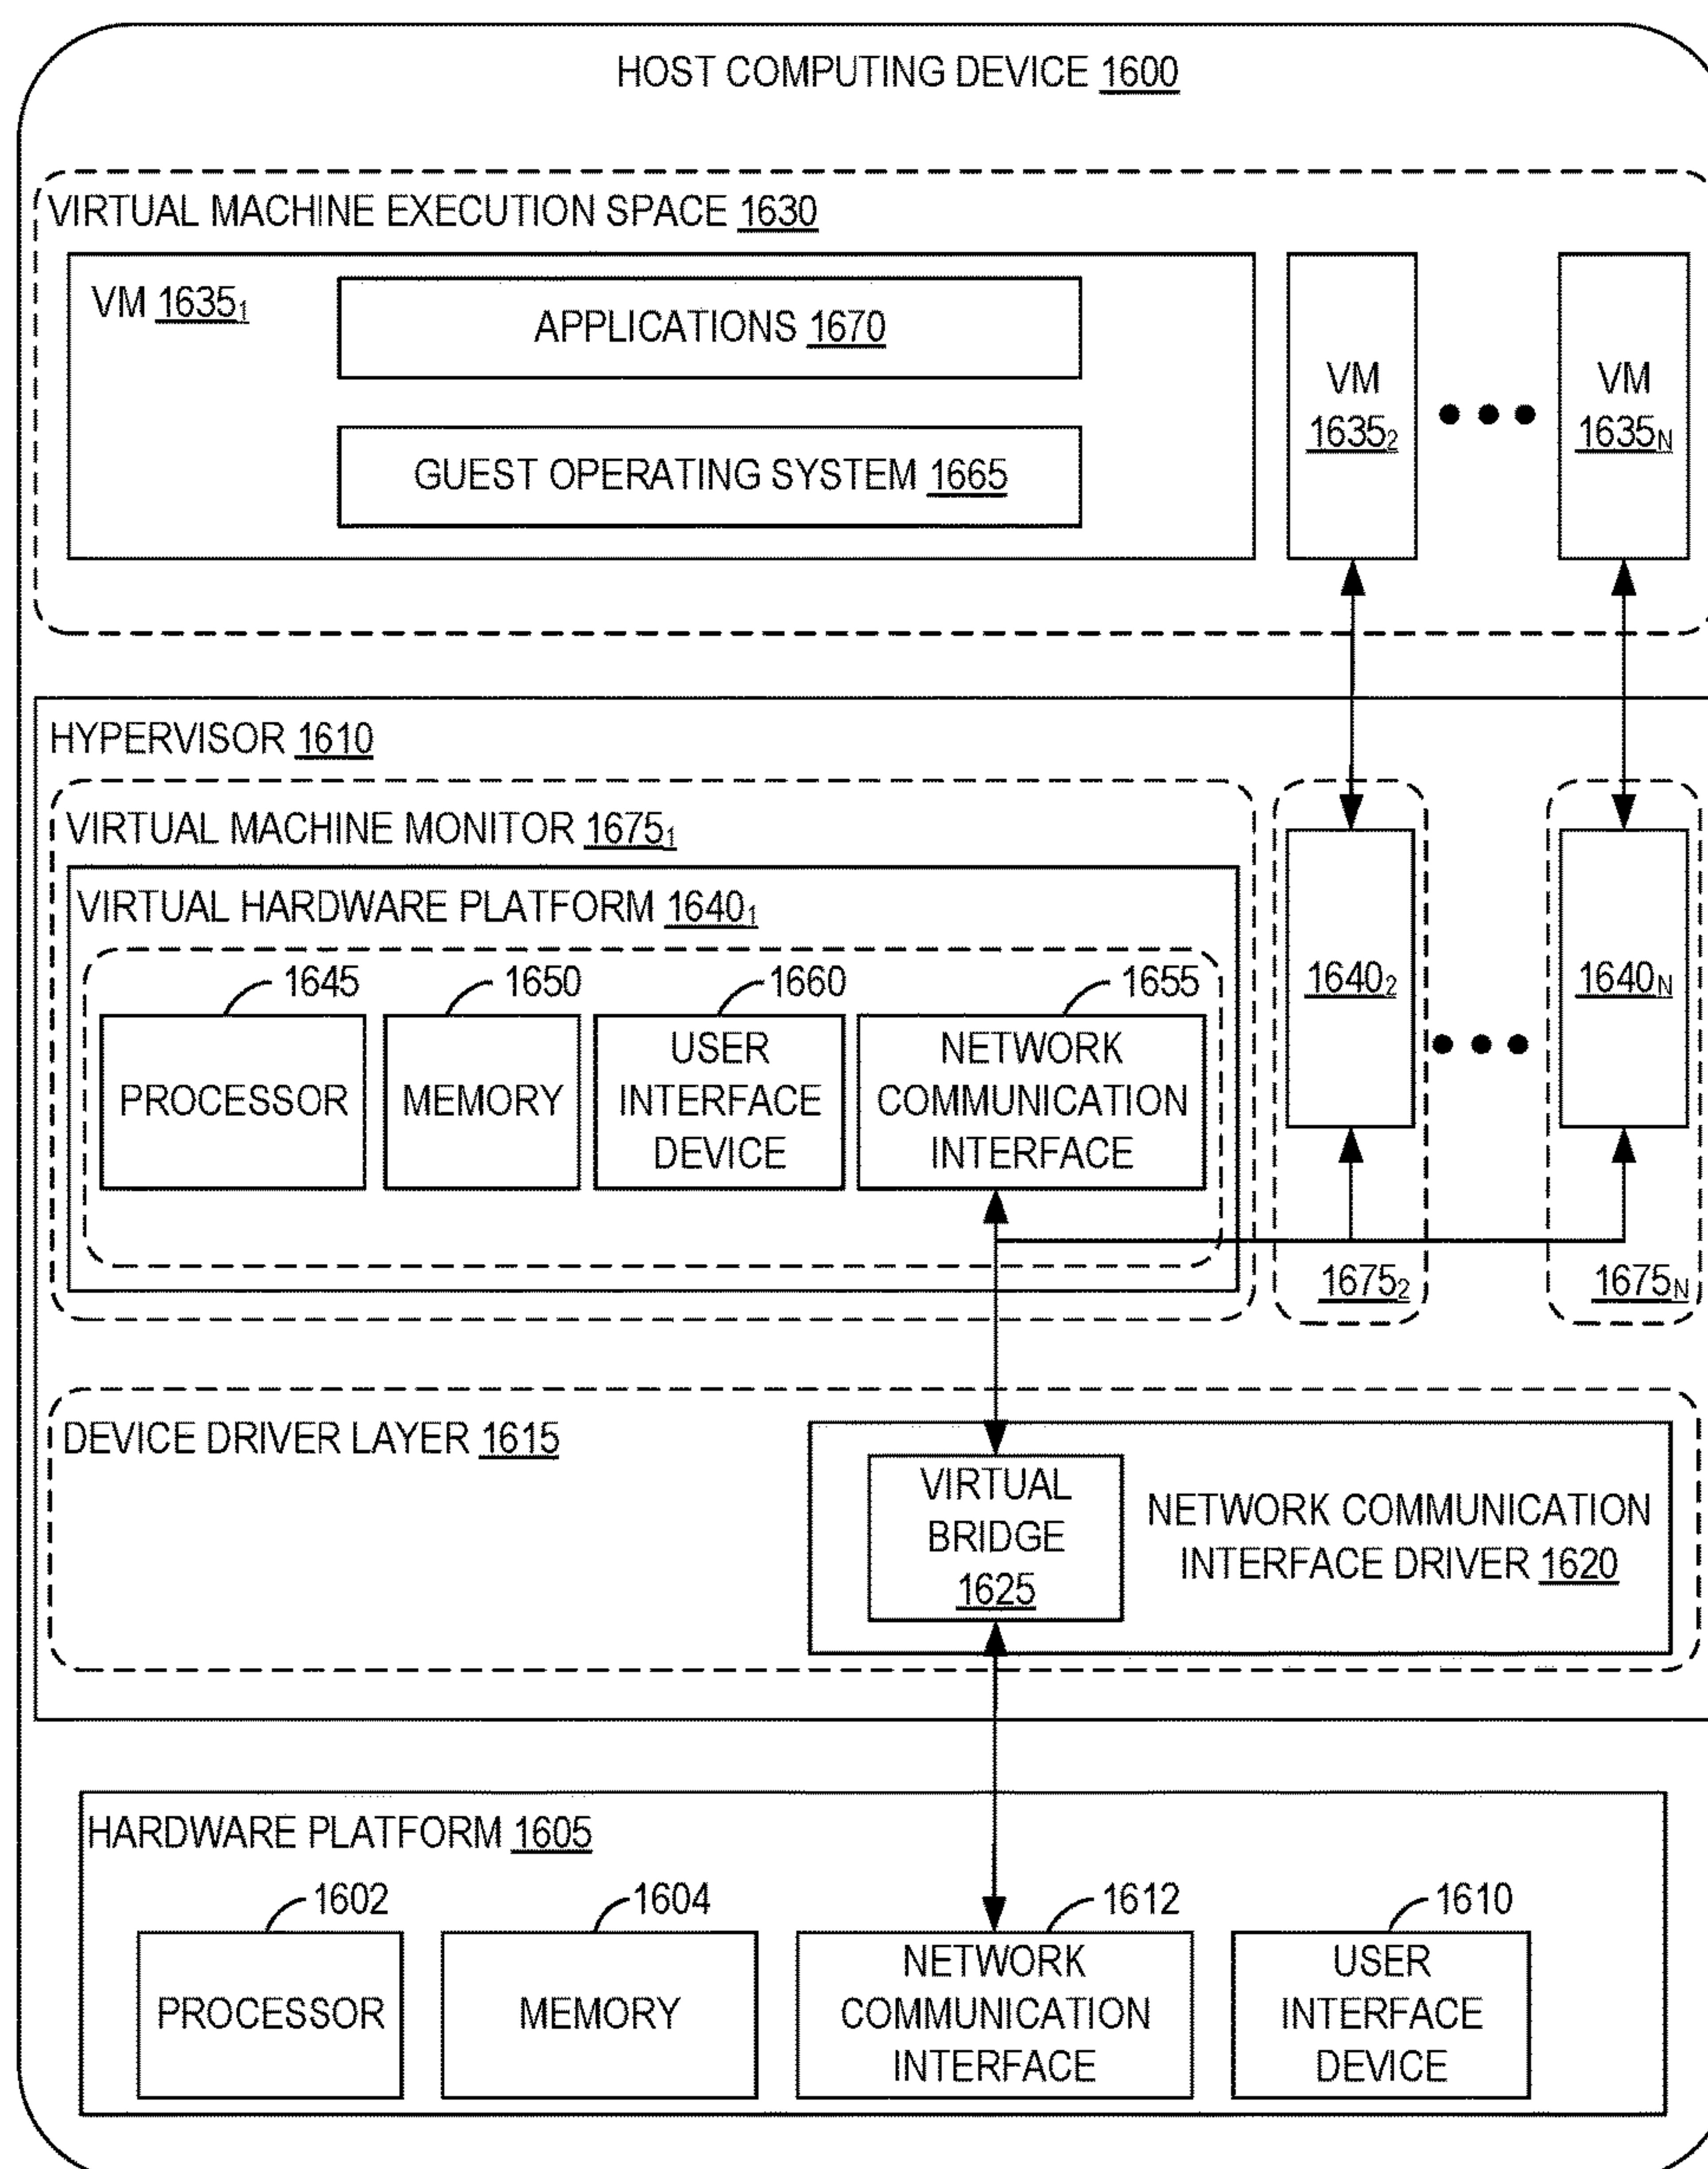 HOST COMPUTING DEVICE 1600
VIRTUAL MACHINE EXECUTION SPACE 1630
VM 1635₁
APPLICATIONS 1670
GUEST OPERATING SYSTEM 1665
VM
1635₂
VM
1635N
HYPERVISOR 1610
VIRTUAL MACHINE MONITOR 1675₁
VIRTUAL HARDWARE PLATFORM 1640₁
1645
PROCESSOR
1650
MEMORY
1660
USER
INTERFACE
DEVICE
1655
NETWORK
COMMUNICATION
INTERFACE
1640₂
1640N
1675₂
1675N
DEVICE DRIVER LAYER 1615
VIRTUAL
BRIDGE
1625
NETWORK COMMUNICATION
INTERFACE DRIVER 1620
HARDWARE PLATFORM 1605
1602
PROCESSOR
1604
MEMORY
1612
NETWORK
COMMUNICATION
INTERFACE
1610
USER
INTERFACE
DEVICE